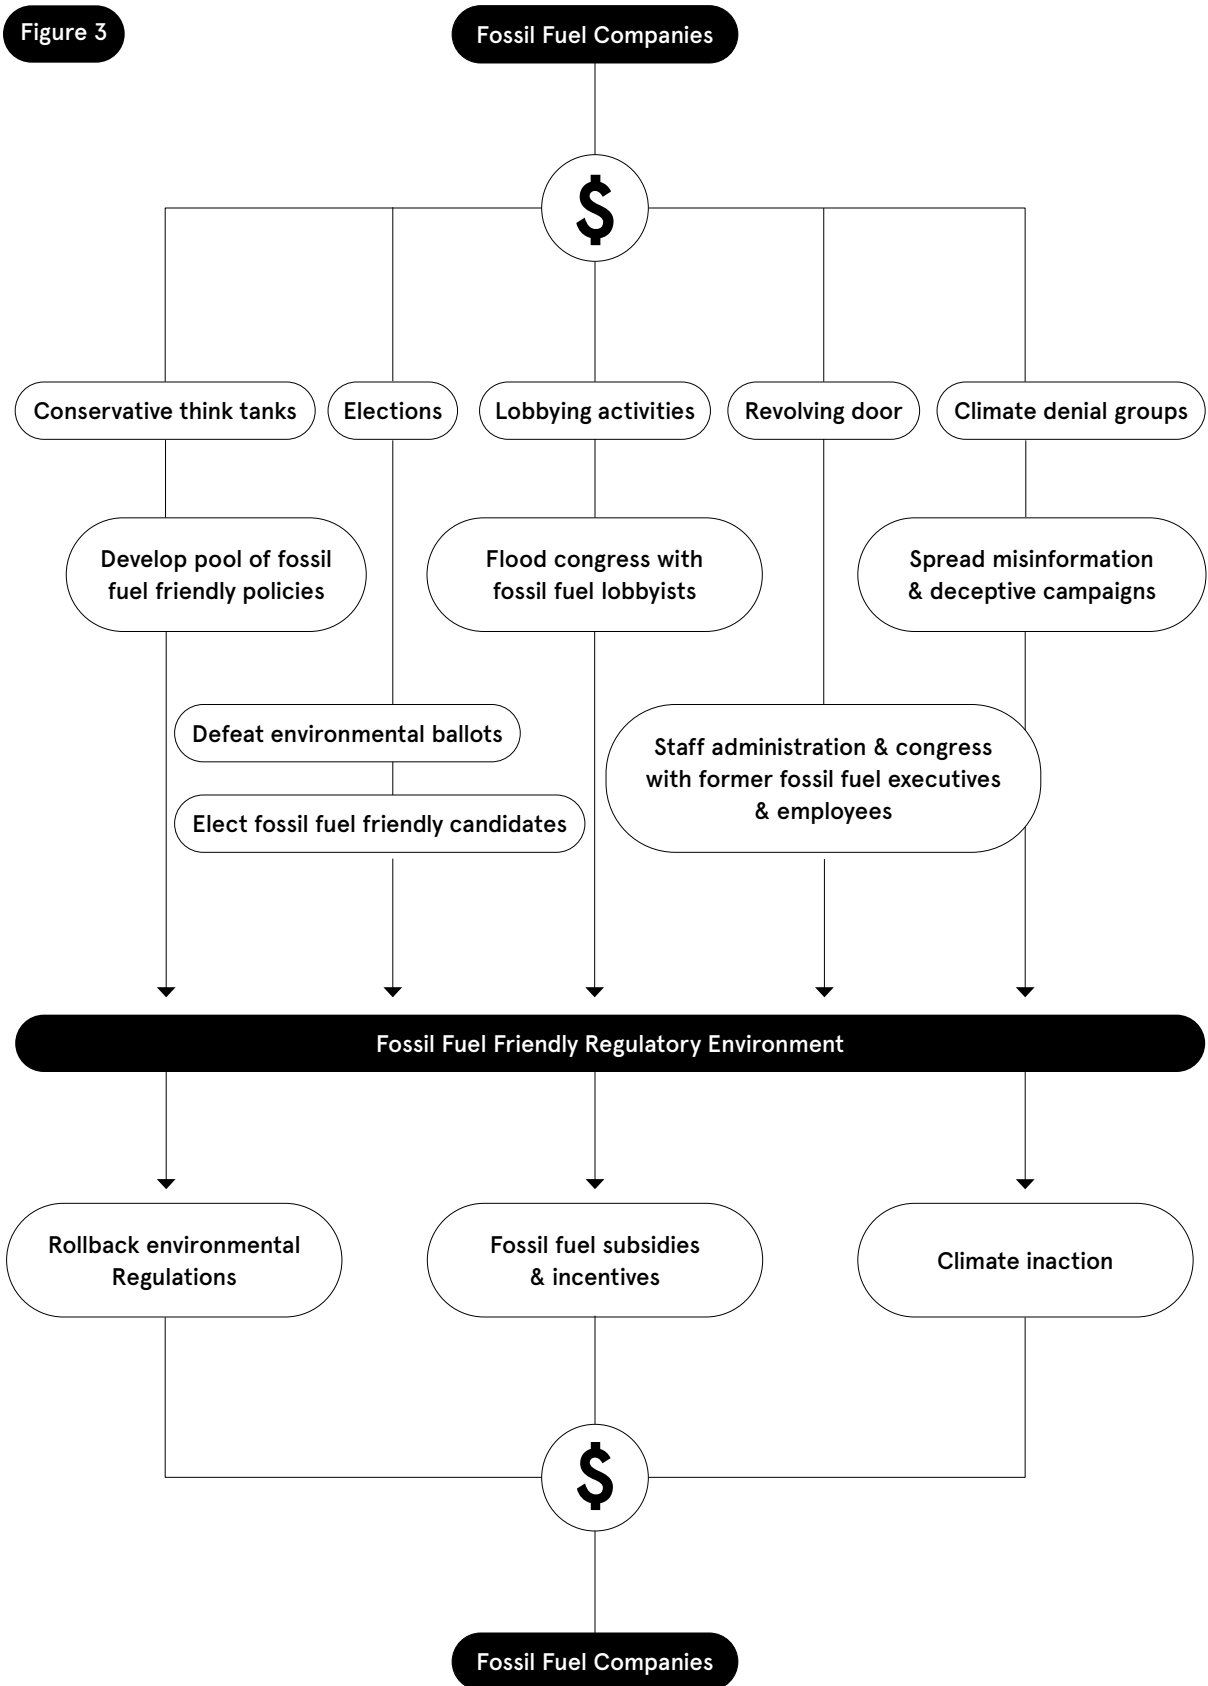 Figure 3
Fossil Fuel Companies
$
Conservative think tanks
Elections
Lobbying activities
Revolving door
Climate denial groups
Develop pool of fossil
fuel friendly policies
Flood congress with
fossil fuel lobbyists
Spread misinformation
& deceptive campaigns
Defeat environmental ballots
Elect fossil fuel friendly candidates
Staff administration & congress
with former fossil fuel executives
& employees
Fossil Fuel Friendly Regulatory Environment
Rollback environmental
Regulations
Fossil fuel subsidies
& incentives
Climate inaction
$
Fossil Fuel Companies